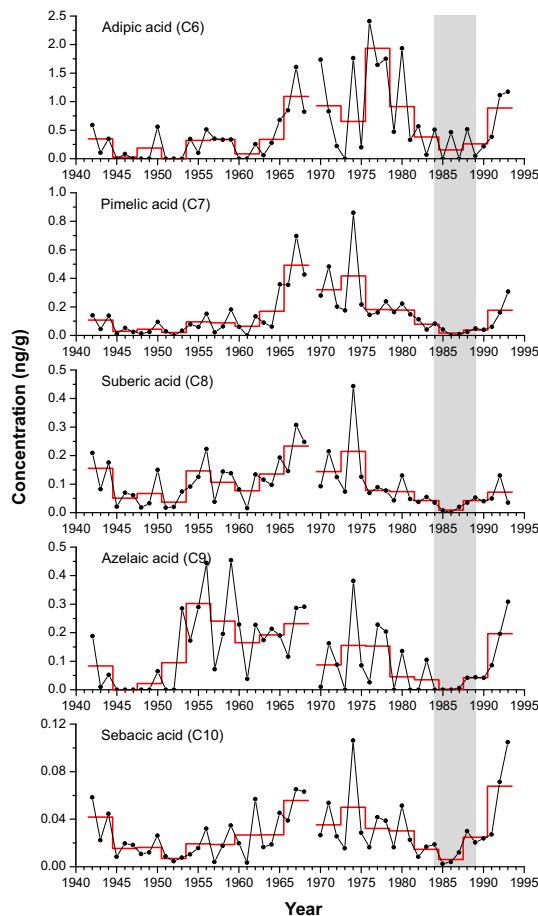 Adipic acid (C6)
2.5
2.0
1.5
1.0
0.5
0.0
1940 1945 1950 1955 1960 1965 1970 1975 1980 1985 1990 1995
Pimelic acid (C7)
1.0
0.8
0.6
0.4
0.2
0.0
1940 1945 1950 1955 1960 1965 1970 1975 1980 1985 1990 1995
Concentration (ng/g)
Suberic acid (C8)
0.5
0.4
0.3
0.2
0.1
0.0
1940 1945 1950 1955 1960 1965 1970 1975 1980 1985 1990 1995
Azelaic acid (C9)
0.5
0.4
0.3
0.2
0.1
0.0
1940 1945 1950 1955 1960 1965 1970 1975 1980 1985 1990 1995
Sebacic acid (C10)
0.12
0.08
0.04
0.00
1940 1945 1950 1955 1960 1965 1970 1975 1980 1985 1990 1995
Year